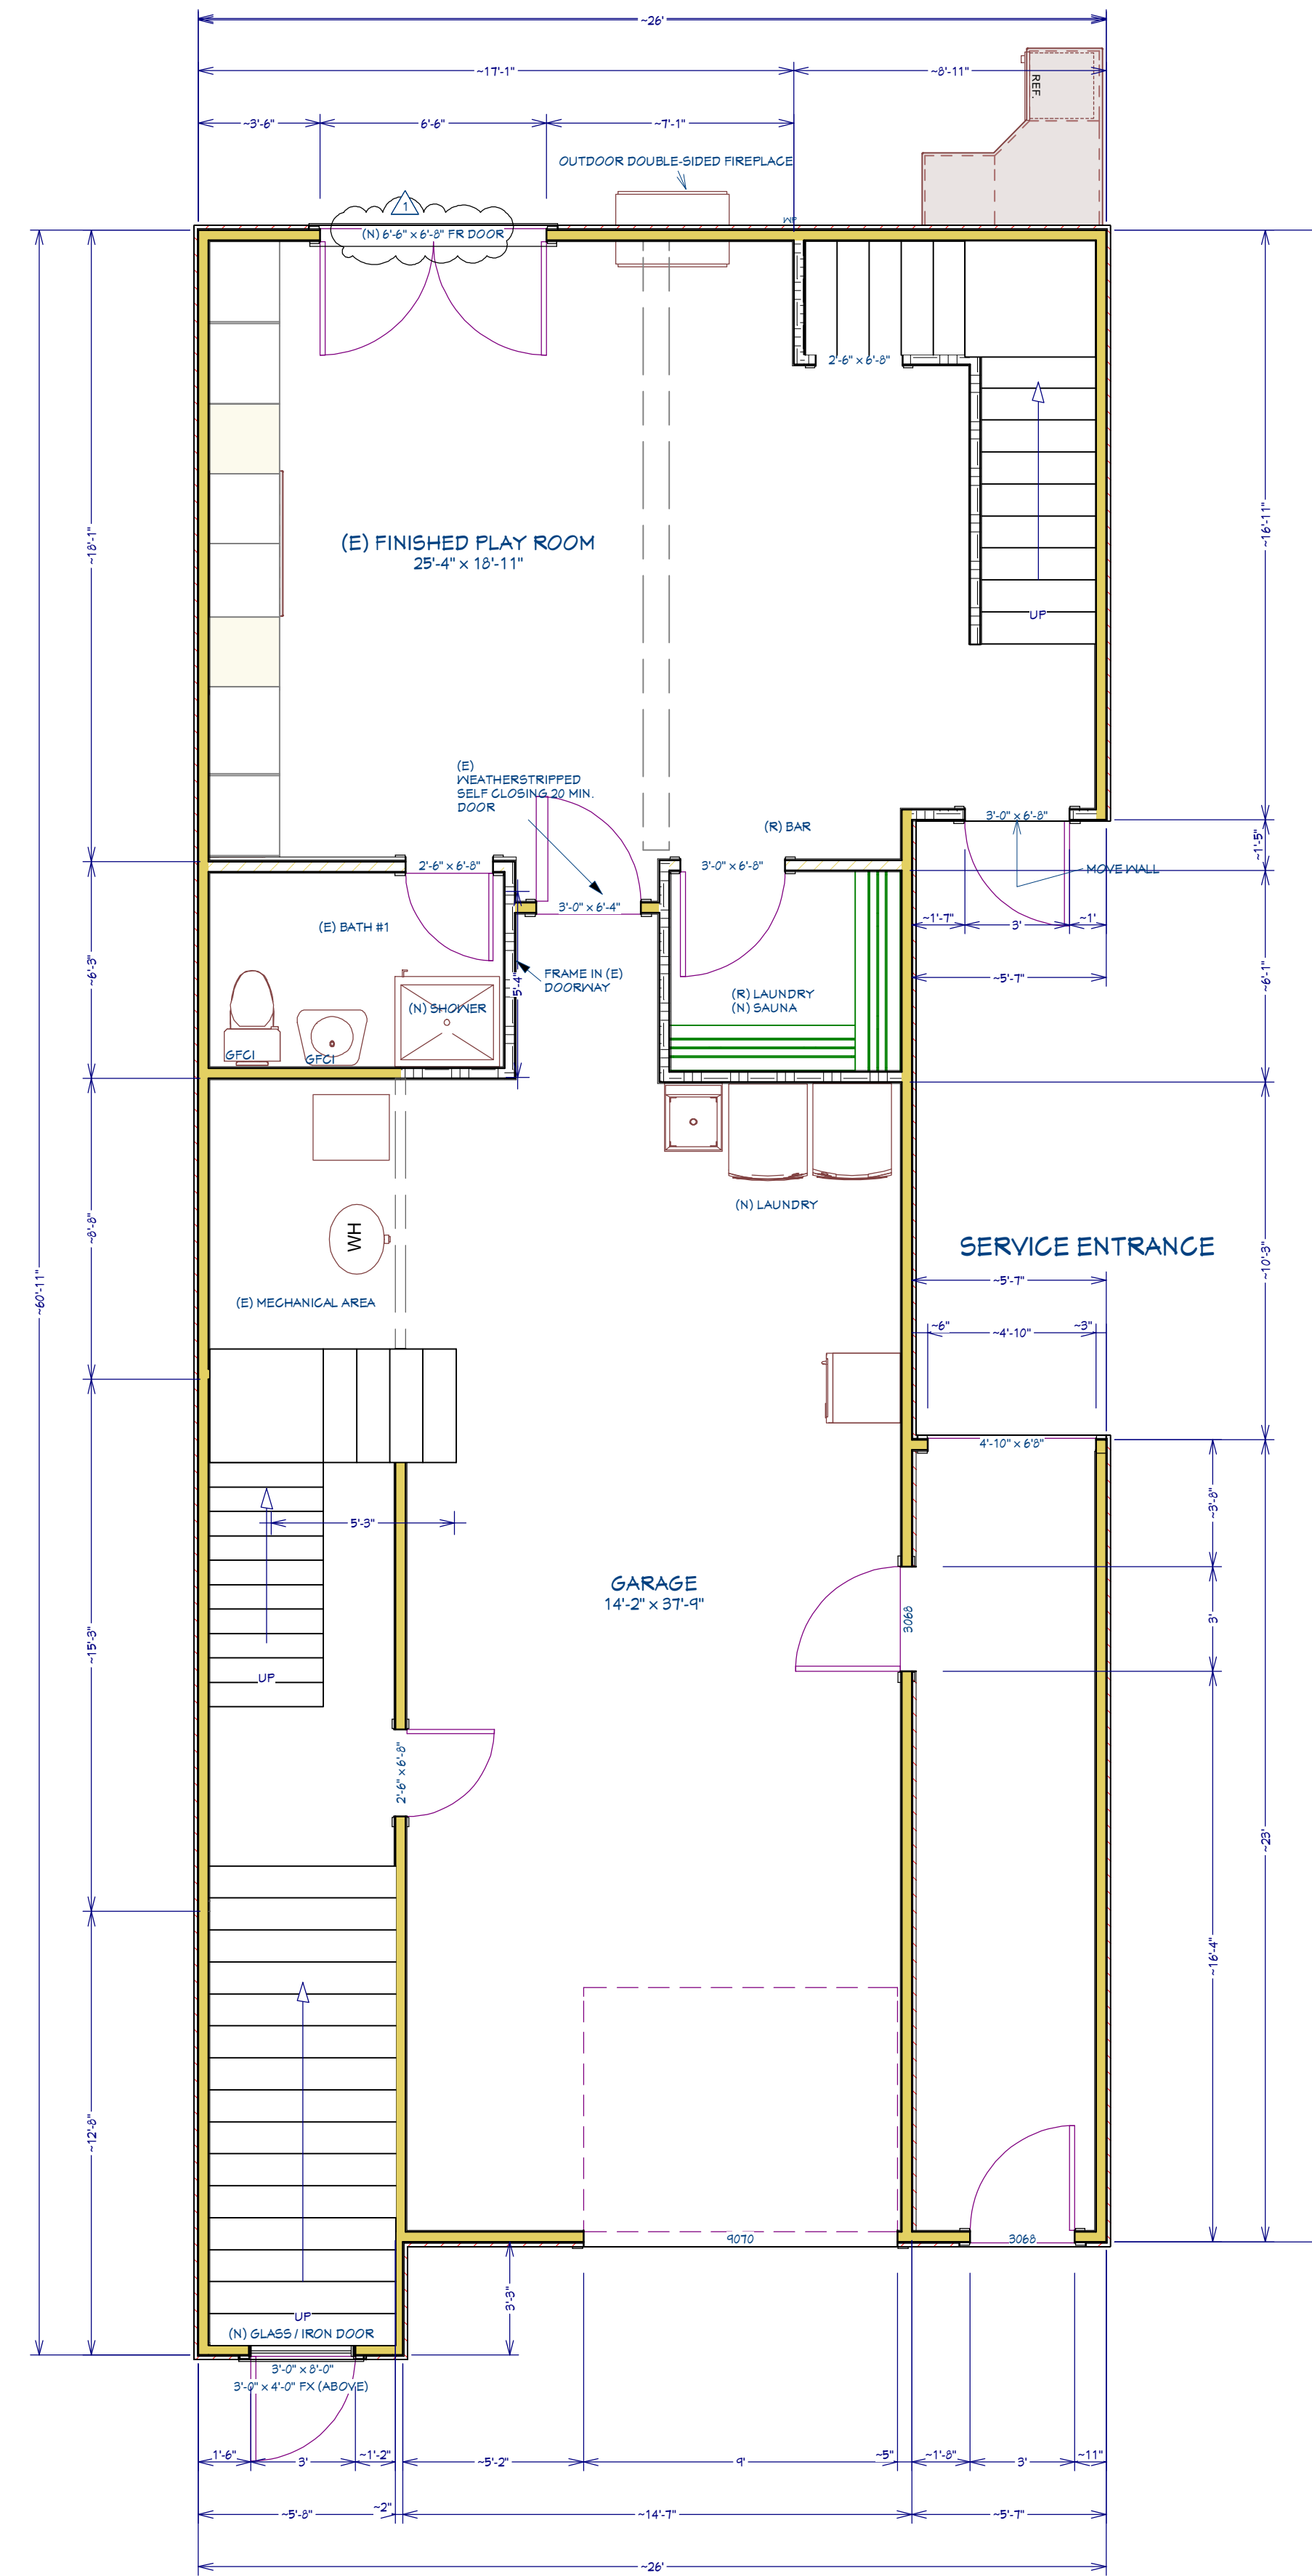 ~26'
~17'-1"
~8'-11"
REF.
~3'-6"
6'-6"
~7'-1"
OUTDOOR DOUBLE-SIDED FIREPLACE
1
WP
(N) 6'-6" x 6'-8" FR DOOR
2'-6" x 6'-8"
~18'-1"
~16'-11"
(E) FINISHED PLAY ROOM
25'-4" x 18'-11"
UP
(E)
WEATHERSTRIPPED
SELF CLOSING 20 MIN.
DOOR
(R) BAR
3'-0" x 6'-8"
~1'-5"
2'-6" x 6'-8"
3'-0" x 6'-8"
MOVE WALL
3'-0" x 6'-4"
~1'-7"
3'
~1'
(E) BATH #1
~6'-3"
FRAME IN (E)
DOORWAY
5'-4"
~5'-7"
~6'-1"
(R) LAUNDRY
(N) SAUNA
(N) SHOWER
GFCI
GFCI
(N) LAUNDRY
~8'-8"
WH
SERVICE ENTRANCE
~10'-3"
~60'-11"
~5'-7"
(E) MECHANICAL AREA
~6"
~4'-10"
~3"
4'-10" x 6'8"
~3'-8"
5'-3"
GARAGE
14'-2" x 37'-9"
3068
3'
~15'-3"
UP
2'-6" x 6'-8"
~23'
~16'-4"
~12'-8"
9070
3068
3'-3"
UP
(N) GLASS / IRON DOOR
3'-0" x 8'-0"
3'-0" x 4'-0" FX (ABOVE)
1'-6"
3'
~1'-2"
~5'-2"
9'
~5"
~1'-8"
3'
~11"
~5'-8"
~2"
~14'-7"
~5'-7"
~26'